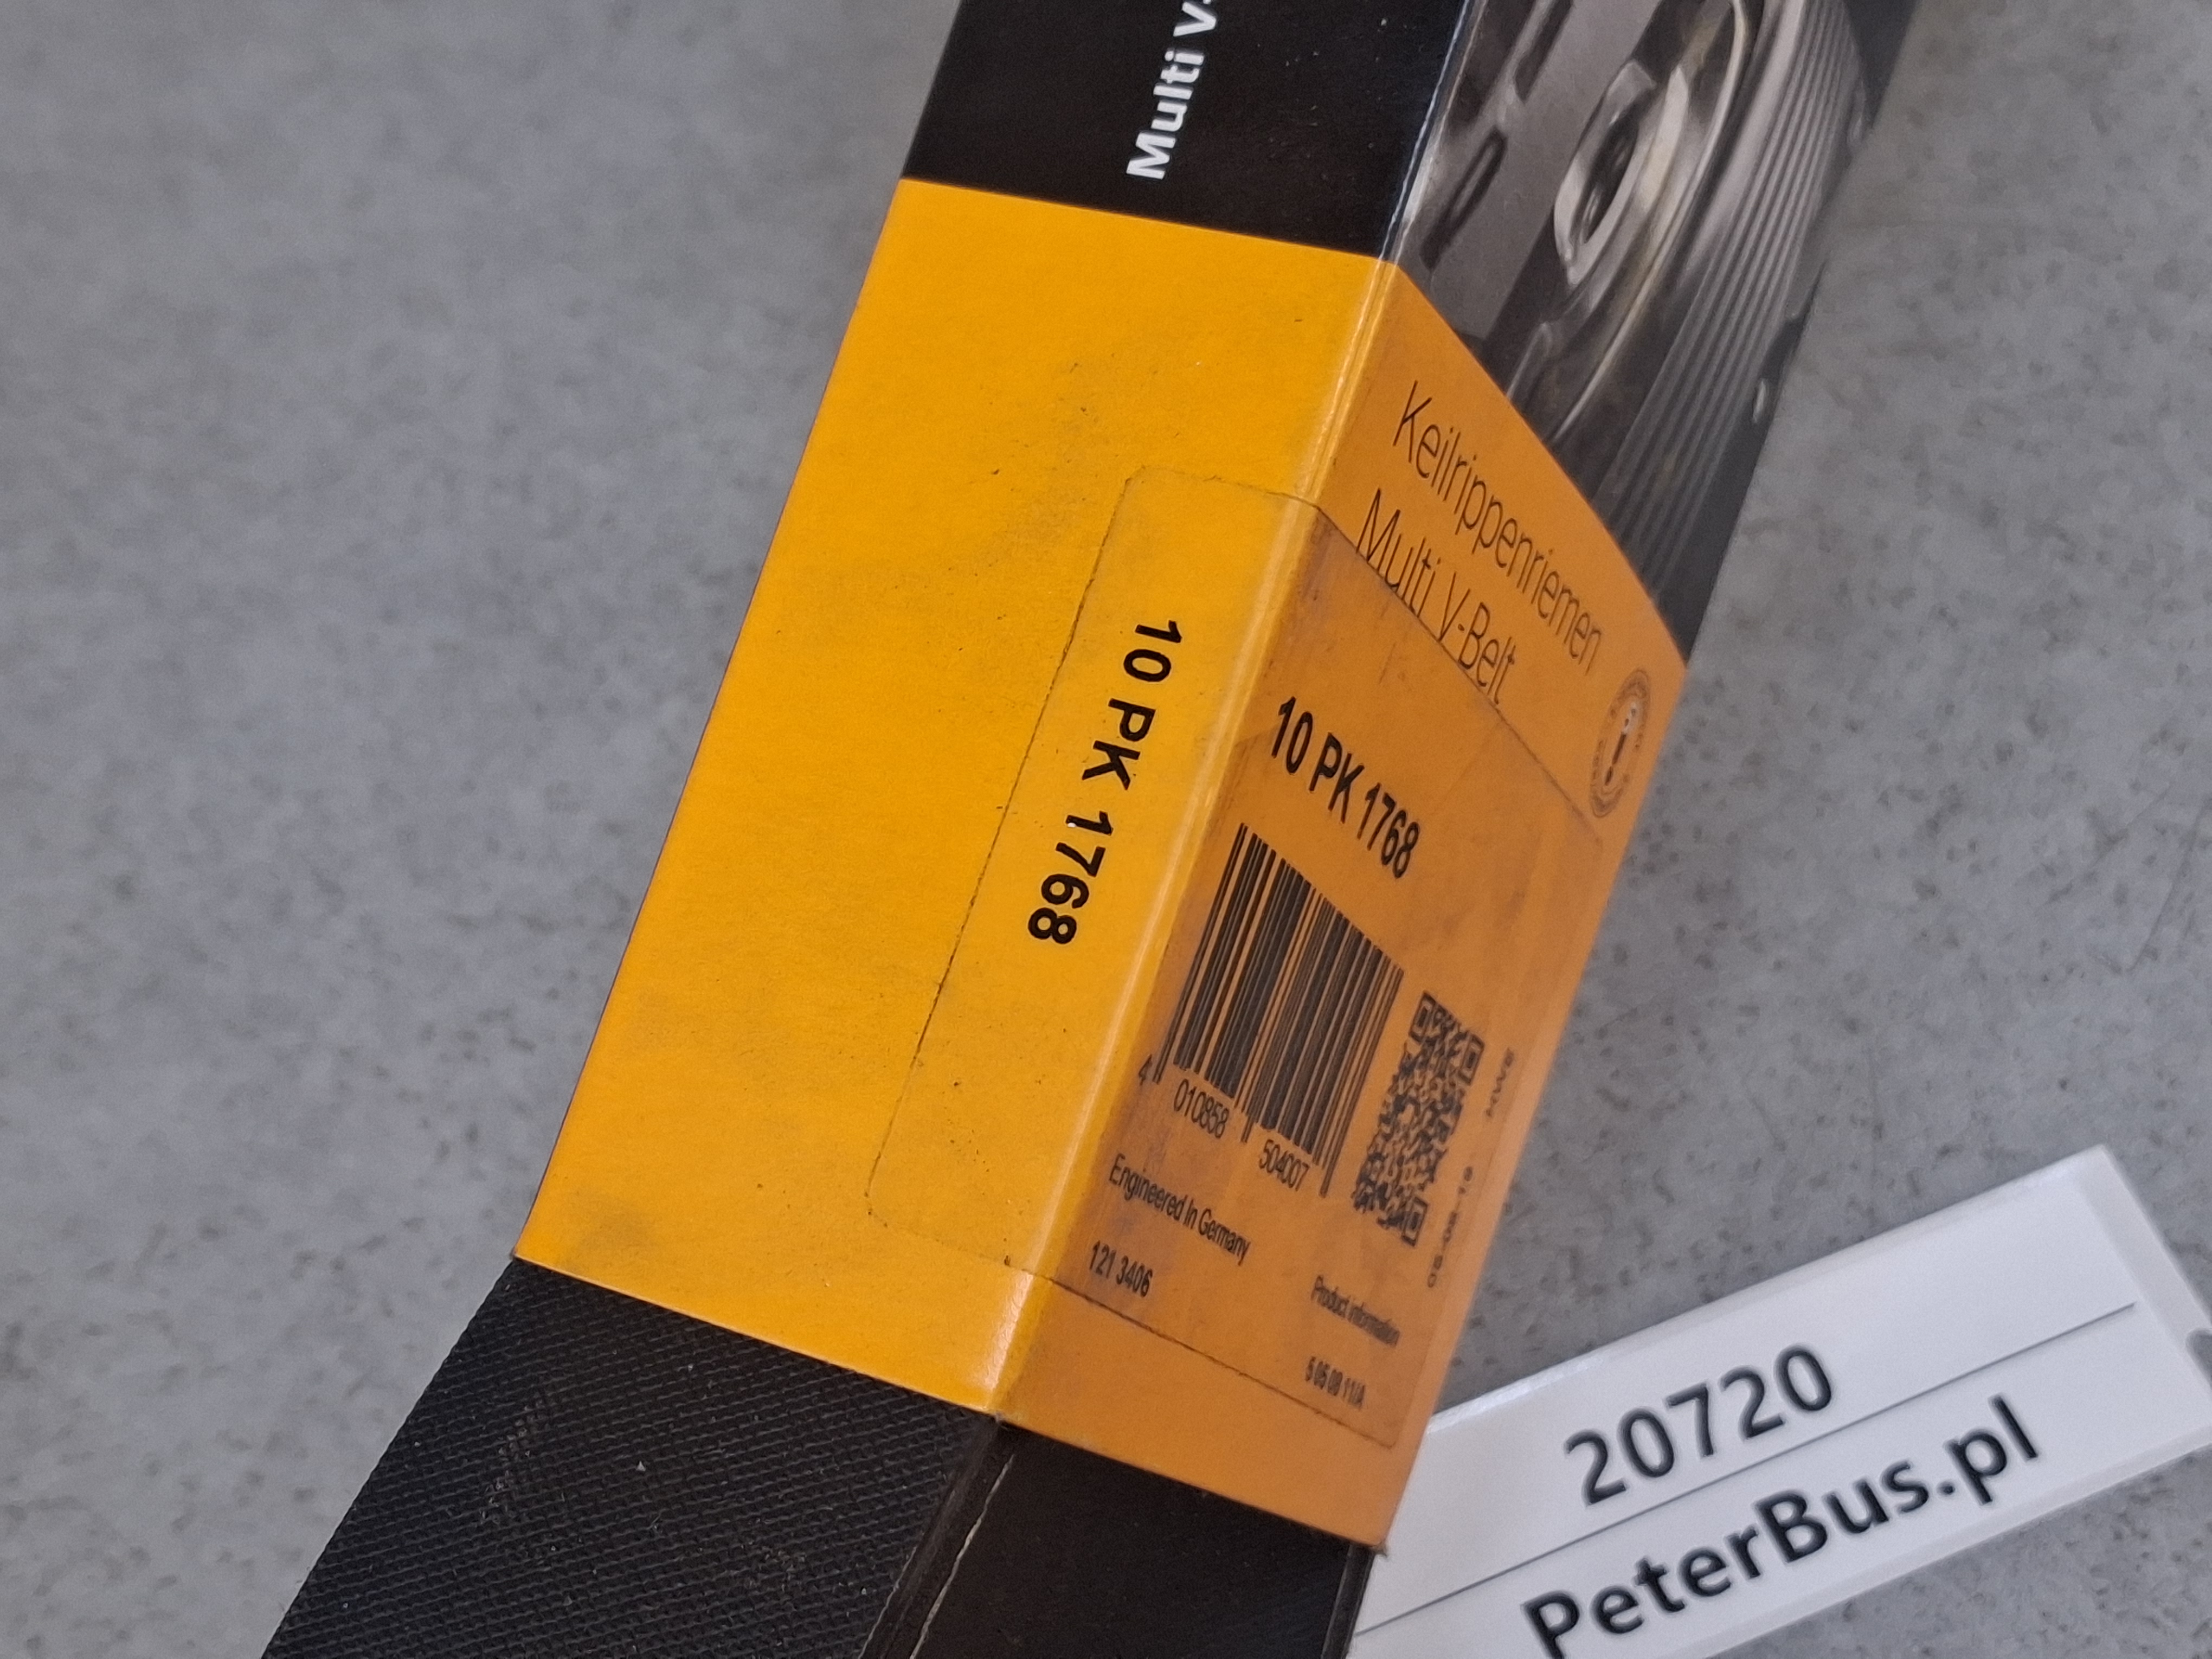 Multi V-
10 PK 1768
Keilrippenriemen
Multi V-Belt
10 PK 1768
4 010858 504007
Engineered In Germany
121 3406
Product information
20720
PeterBus.pl